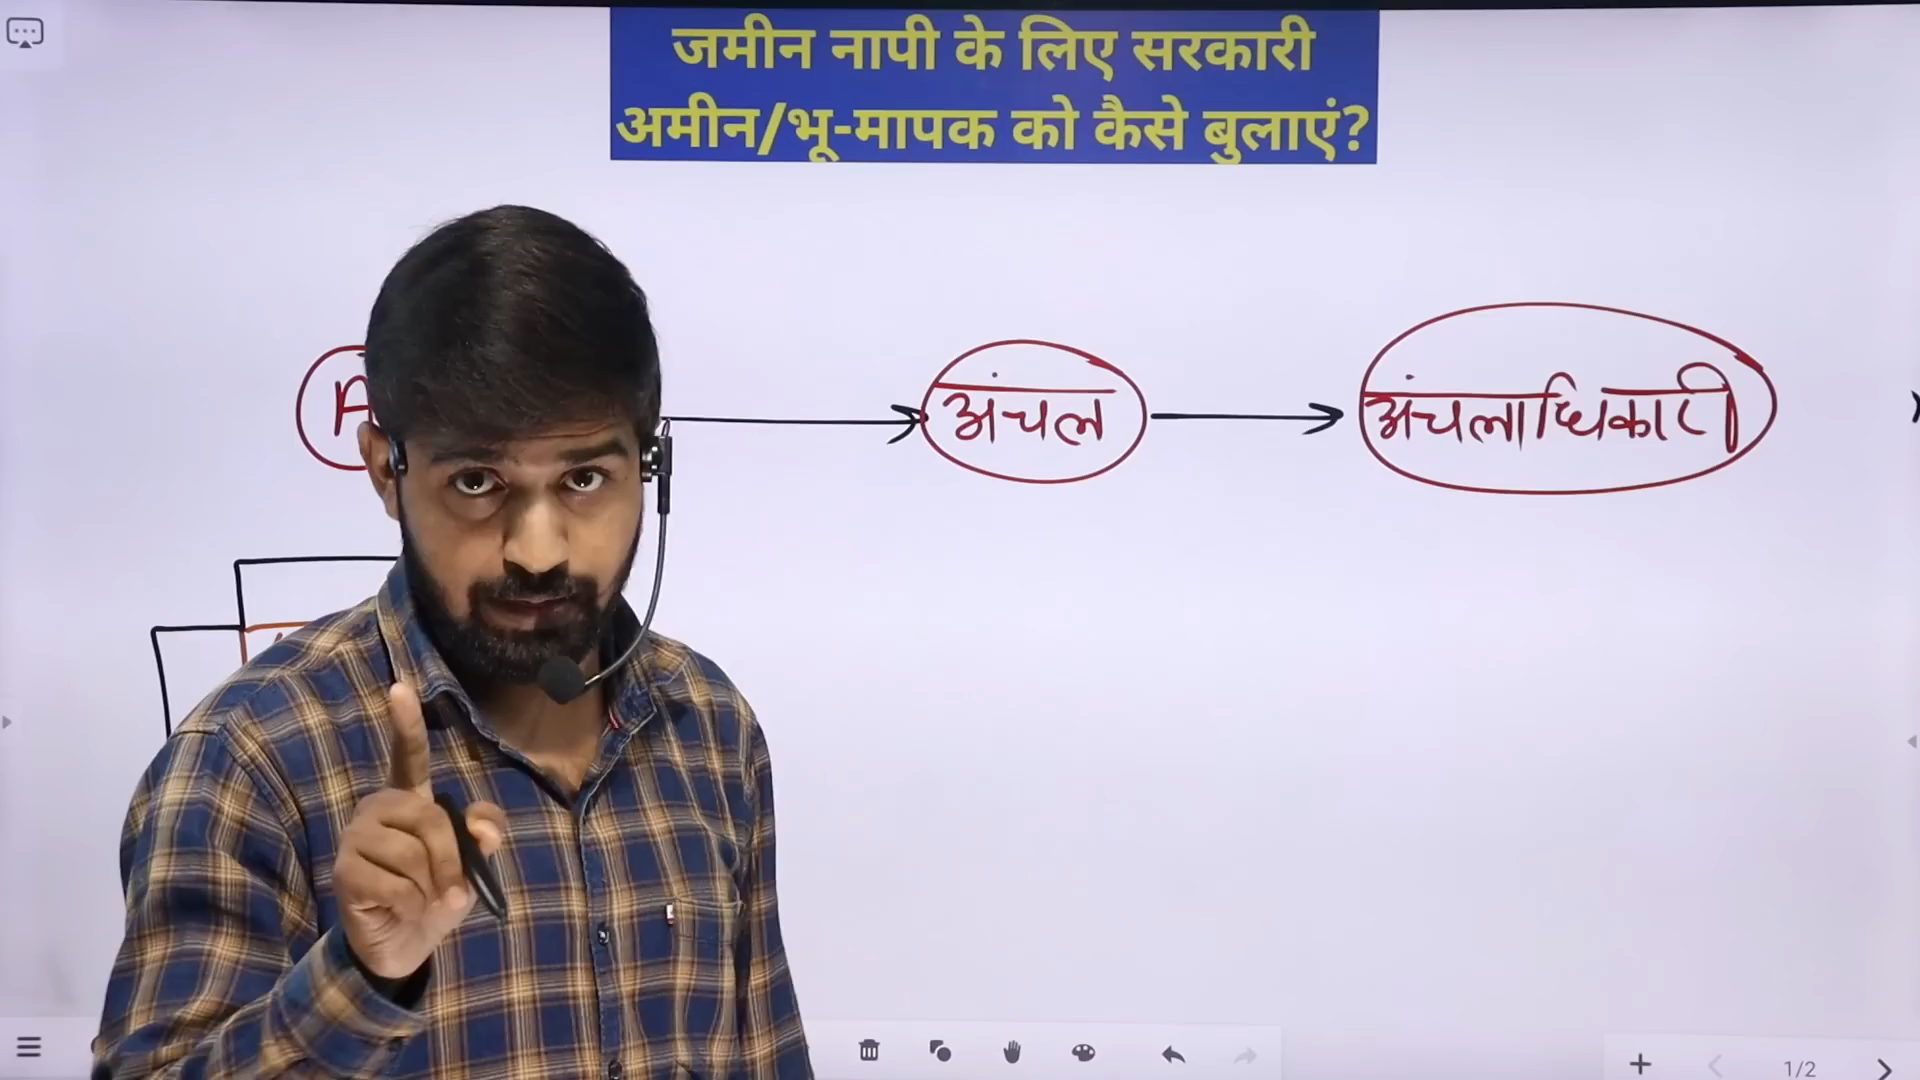 जमीन नापी के लिए सरकारी
अमीन/भू-मापक को कैसे बुलाएं?
अंचल
अंचलाधिकारी
1/2